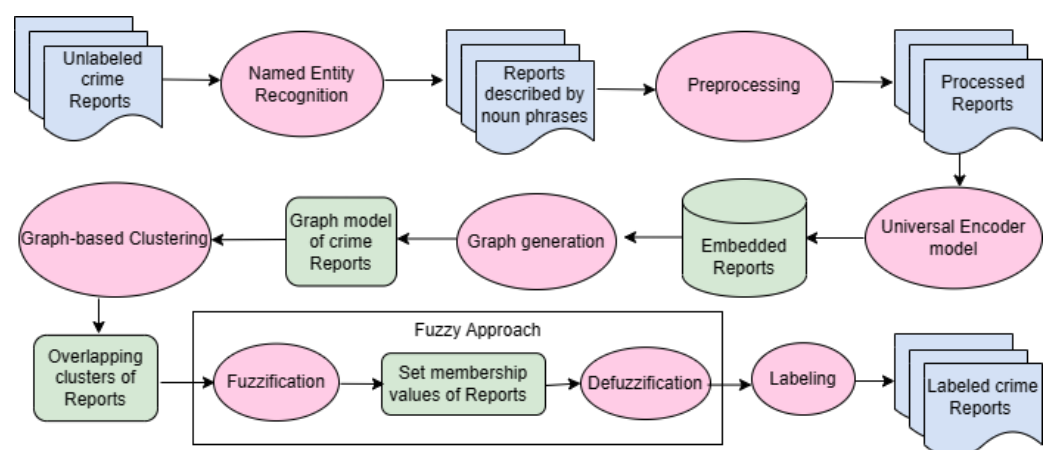 Unlabeled
crime
Reports
Named Entity
Recognition
Reports
described by
noun phrases
Preprocessing
Processed
Reports
Universal Encoder
model
Embedded
Reports
Graph generation
Graph model
of crime
Reports
Graph-based Clustering
Overlapping
clusters of
Reports
Fuzzy Approach
Fuzzification
Set membership
values of Reports
Defuzzification
Labeling
Labeled crime
Reports